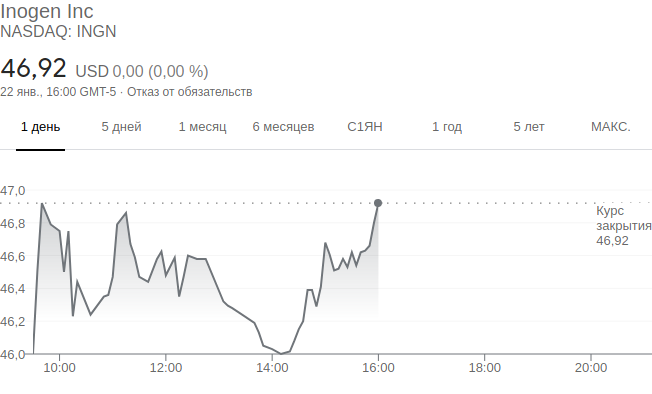 Inogen Inc
NASDAQ: INGN
46,92 USD 0,00 (0,00 %)
22 янв., 16:00 GMT-5 · Отказ от обязательств
1 день 5 дней 1 месяц 6 месяцев С1ЯН 1 год 5 лет МАКС.
47,0
Курс
закрытия
46,92
46,8
46,6
46,4
46,2
46,0
10:00 12:00 14:00 16:00 18:00 20:00